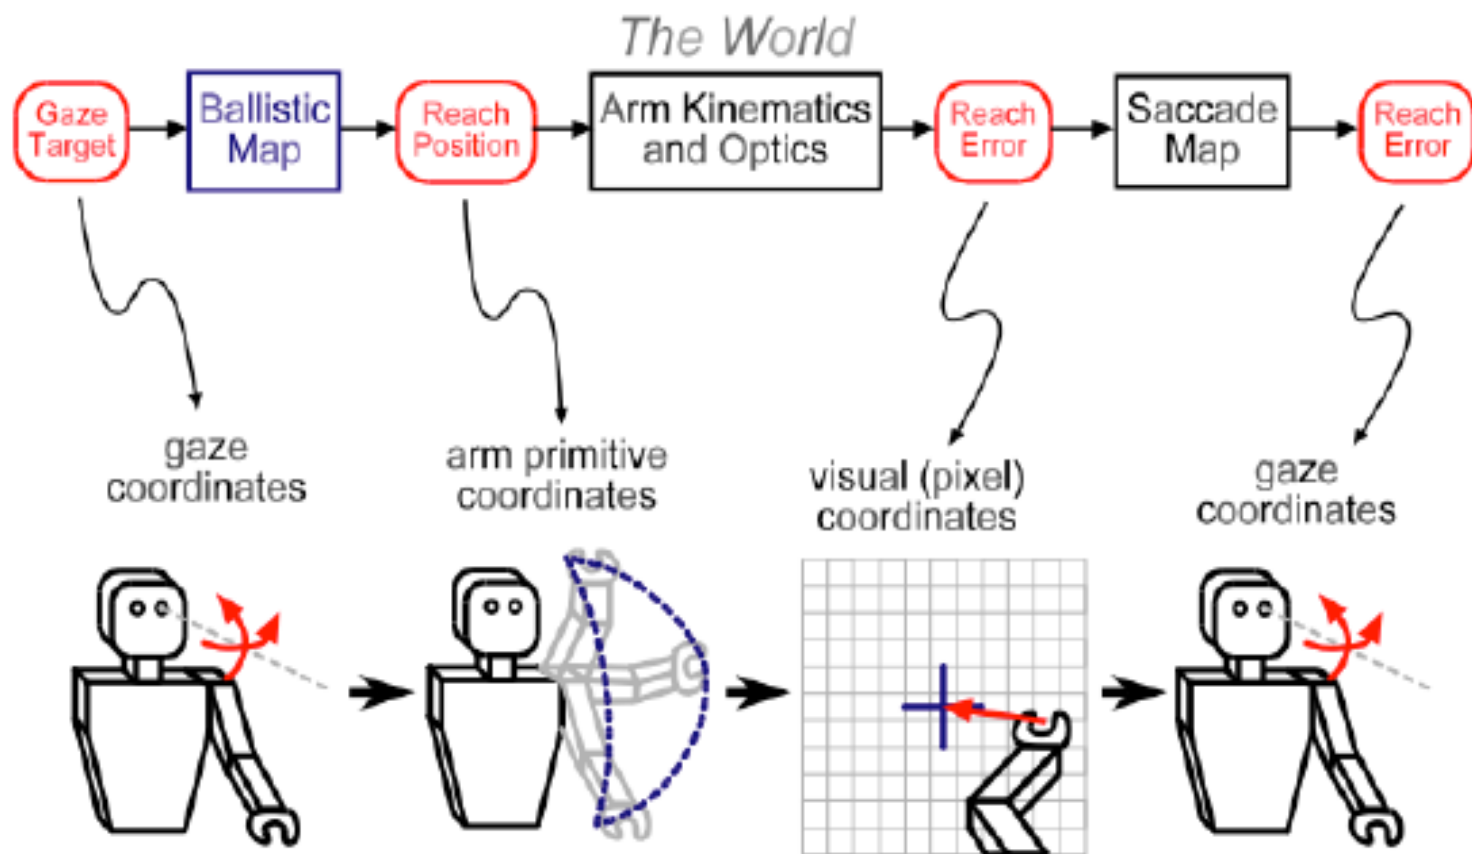 The World
Gaze
Target
Ballistic
Map
Reach
Position
Arm Kinematics
and Optics
Reach
Error
Saccade
Map
Reach
Error
gaze
coordinates
arm primitive
coordinates
visual (pixel)
coordinates
gaze
coordinates